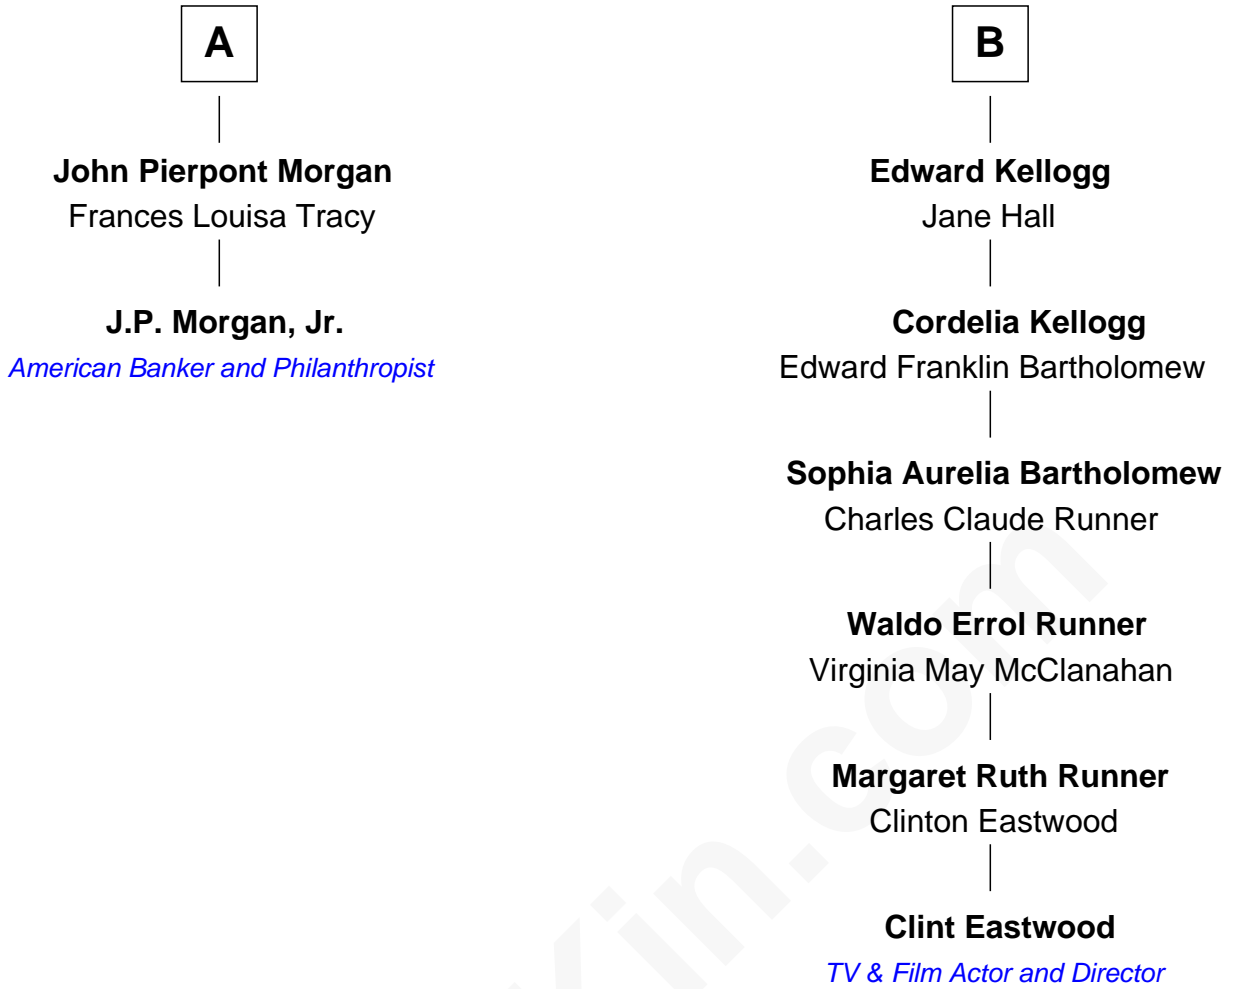 A
John Pierpont Morgan
Frances Louisa Tracy
J.P. Morgan, Jr.
American Banker and Philanthropist
B
Edward Kellogg
Jane Hall
Cordelia Kellogg
Edward Franklin Bartholomew
Sophia Aurelia Bartholomew
Charles Claude Runner
Waldo Errol Runner
Virginia May McClanahan
Margaret Ruth Runner
Clinton Eastwood
Clint Eastwood
TV & Film Actor and Director
Kin.com